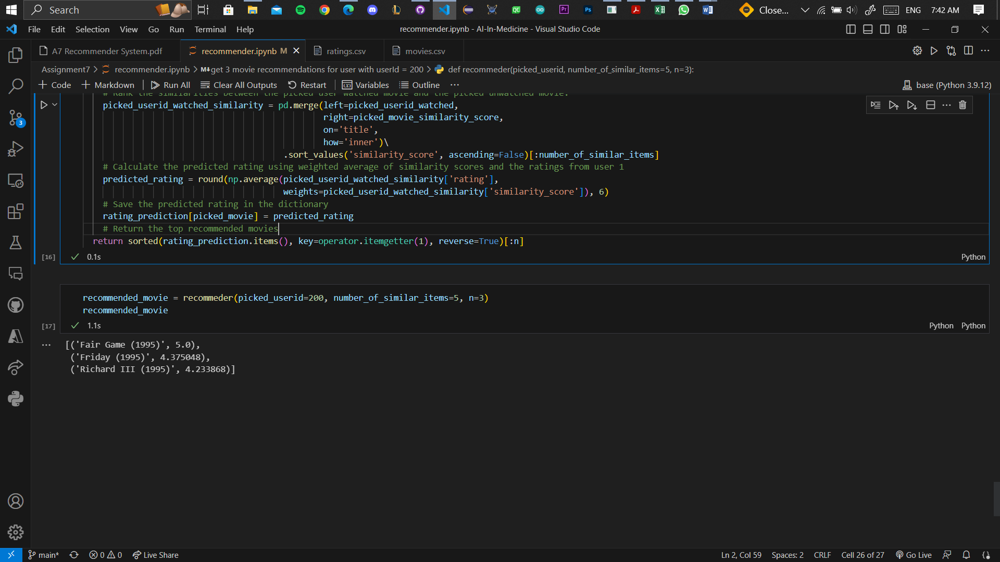 Search
Close...
ENG
7:42 AM
File Edit Selection View Go Run Terminal Help
recommender.ipynb - AI-In-Medicine - Visual Studio Code
A7 Recommender System.pdf
recommender.ipynb M
ratings.csv
movies.csv
Assignment7 > recommender.ipynb > M↓get 3 movie recommendations for user with userId = 200 > def recommeder(picked_userid, number_of_similar_items=5, n=3):
+ Code + Markdown | Run All Clear All Outputs Restart | Variables Outline ...
base (Python 3.9.12)
# Rank the similarities between the picked user watched movie and the picked unwatched movie.
picked_userid_watched_similarity = pd.merge(left=picked_userid_watched,
right=picked_movie_similarity_score,
on='title',
how='inner')\
.sort_values('similarity_score', ascending=False)[:number_of_similar_items]
# Calculate the predicted rating using weighted average of similarity scores and the ratings from user 1
predicted_rating = round(np.average(picked_userid_watched_similarity['rating'],
weights=picked_userid_watched_similarity['similarity_score']), 6)
# Save the predicted rating in the dictionary
rating_prediction[picked_movie] = predicted_rating
# Return the top recommended movies
return sorted(rating_prediction.items(), key=operator.itemgetter(1), reverse=True)[:n]
[16] 0.1s Python
recommended_movie = recommeder(picked_userid=200, number_of_similar_items=5, n=3)
recommended_movie
[17] 1.1s Python Python
[('Fair Game (1995)', 5.0),
('Friday (1995)', 4.375048),
('Richard III (1995)', 4.233868)]
3
QC
Pr
Ps
main* 0 0 Live Share
Ln 2, Col 59 Spaces: 2 CRLF Cell 26 of 27 Go Live